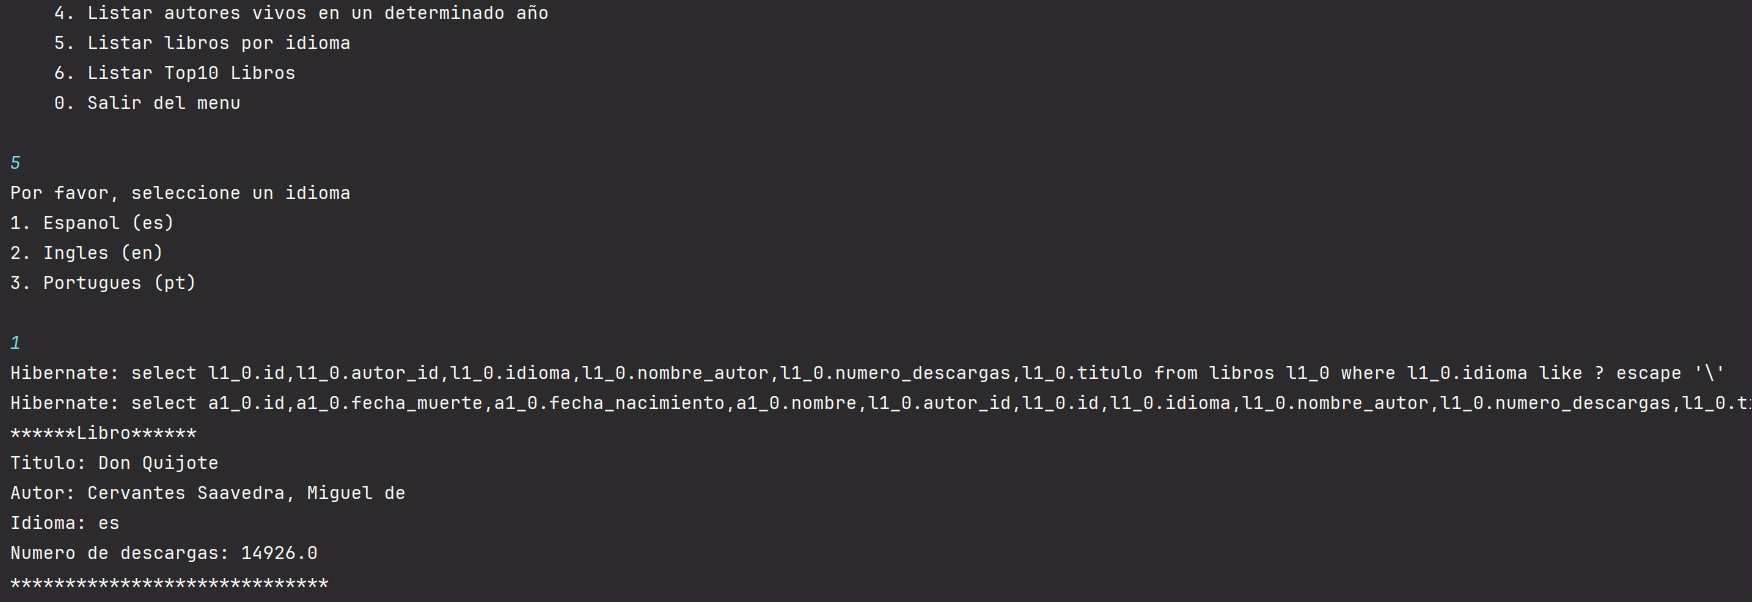 4. Listar autores vivos en un determinado año
5. Listar libros por idioma
6. Listar Top10 Libros
0. Salir del menu
5
Por favor, seleccione un idioma
1. Espanol (es)
2. Ingles (en)
3. Portugues (pt)
1
Hibernate: select l1_0.id,l1_0.autor_id,l1_0.idioma,l1_0.nombre_autor,l1_0.numero_descargas,l1_0.titulo from libros l1_0 where l1_0.idioma like ? escape '\'
Hibernate: select a1_0.id,a1_0.fecha_muerte,a1_0.fecha_nacimiento,a1_0.nombre,l1_0.autor_id,l1_0.id,l1_0.idioma,l1_0.nombre_autor,l1_0.numero_descargas,l1_0.t
******Libro******
Titulo: Don Quijote
Autor: Cervantes Saavedra, Miguel de
Idioma: es
Numero de descargas: 14926.0
*****************************